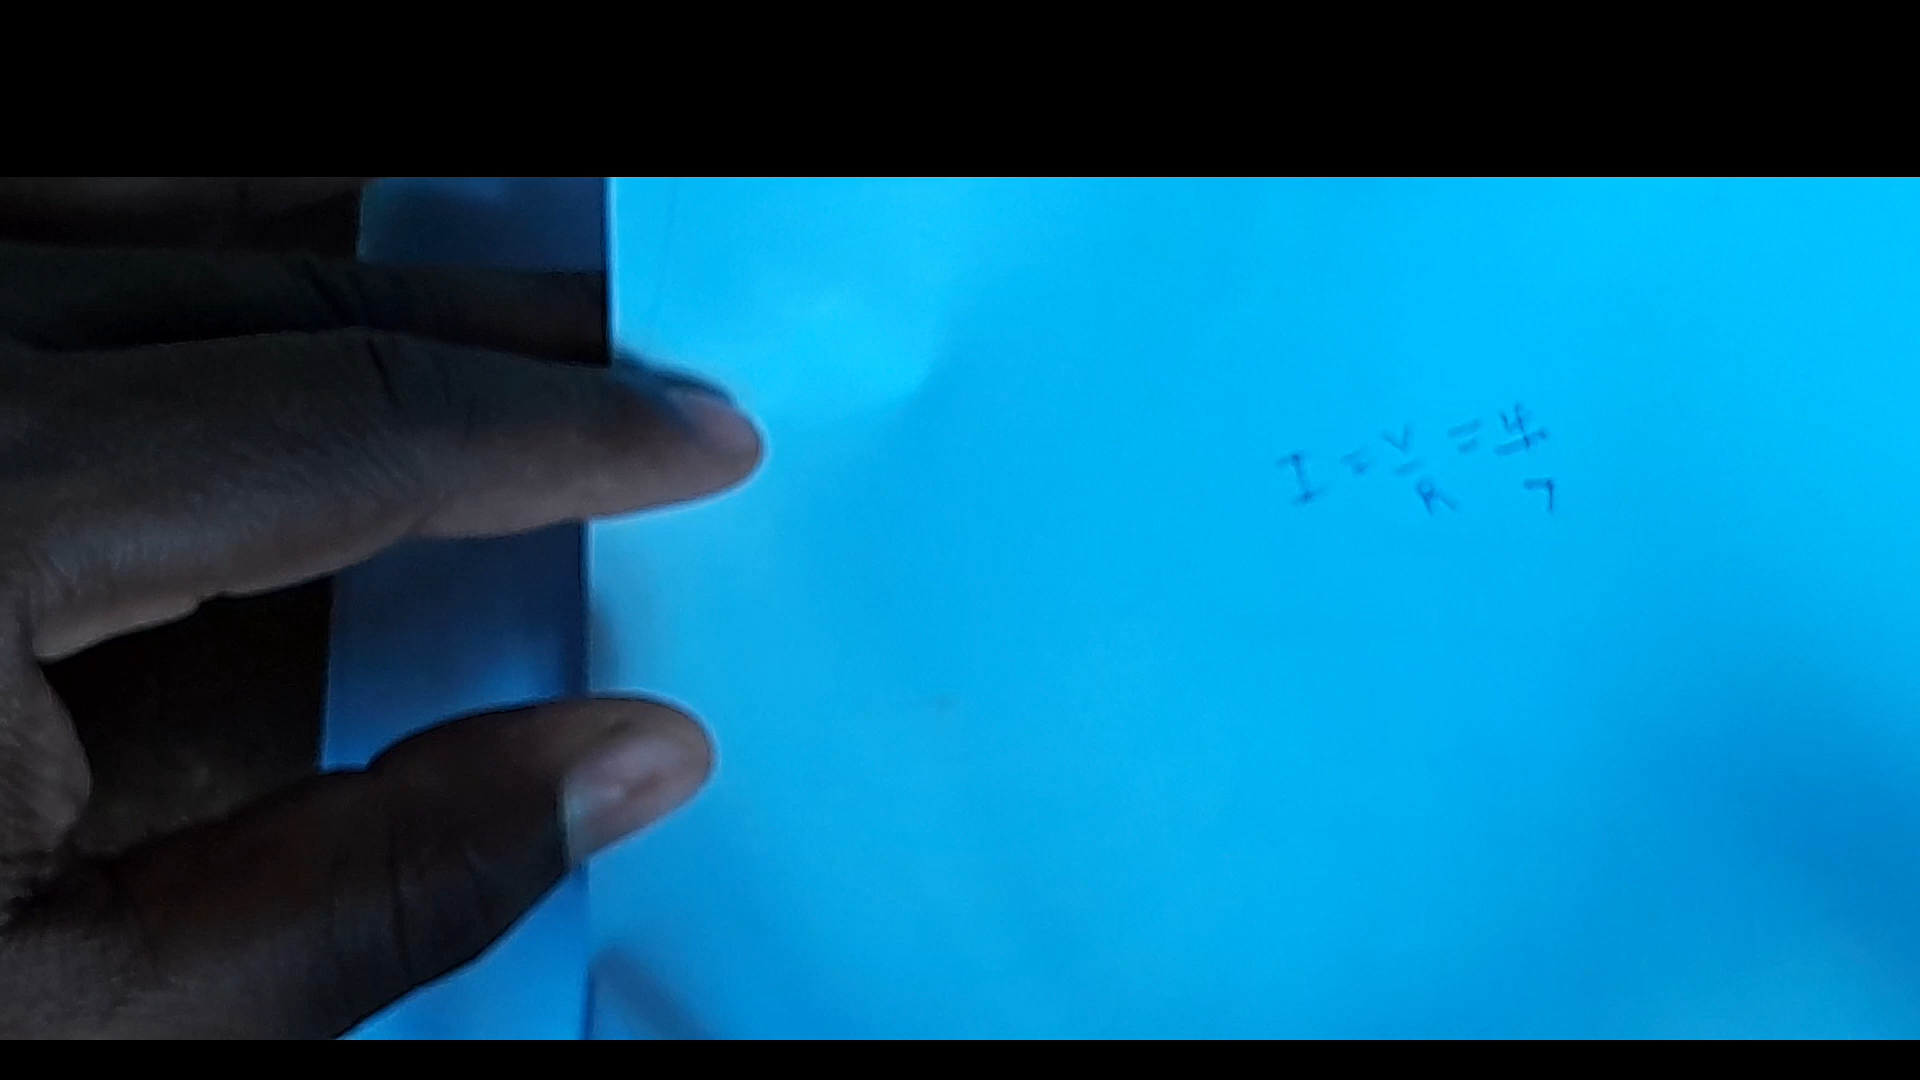 I = V/R = 4/7